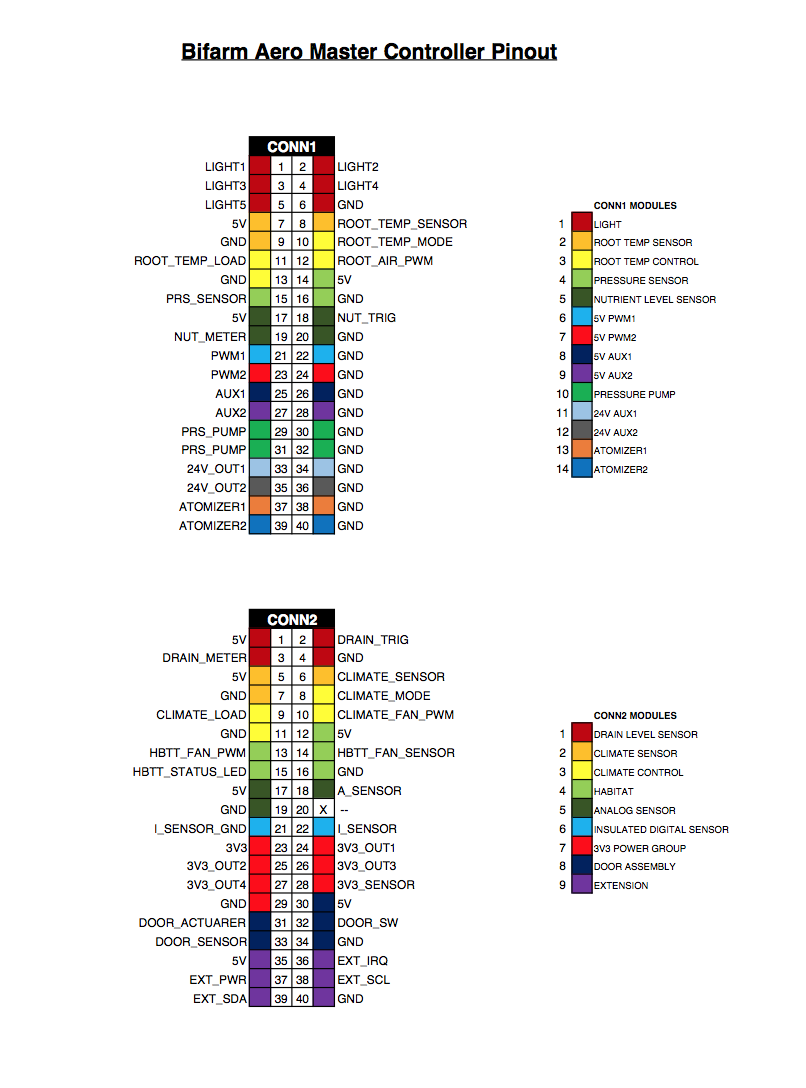 Bifarm Aero Master Controller Pinout
CONN1
LIGHT1 1 2 LIGHT2
LIGHT3 3 4 LIGHT4
LIGHT5 5 6 GND
5V 7 8 ROOT_TEMP_SENSOR
GND 9 10 ROOT_TEMP_MODE
ROOT_TEMP_LOAD 11 12 ROOT_AIR_PWM
GND 13 14 5V
PRS_SENSOR 15 16 GND
5V 17 18 NUT_TRIG
NUT_METER 19 20 GND
PWM1 21 22 GND
PWM2 23 24 GND
AUX1 25 26 GND
AUX2 27 28 GND
PRS_PUMP 29 30 GND
PRS_PUMP 31 32 GND
24V_OUT1 33 34 GND
24V_OUT2 35 36 GND
ATOMIZER1 37 38 GND
ATOMIZER2 39 40 GND
CONN1 MODULES
1 LIGHT
2 ROOT TEMP SENSOR
3 ROOT TEMP CONTROL
4 PRESSURE SENSOR
5 NUTRIENT LEVEL SENSOR
6 5V PWM1
7 5V PWM2
8 5V AUX1
9 5V AUX2
10 PRESSURE PUMP
11 24V AUX1
12 24V AUX2
13 ATOMIZER1
14 ATOMIZER2
CONN2
5V 1 2 DRAIN_TRIG
DRAIN_METER 3 4 GND
5V 5 6 CLIMATE_SENSOR
GND 7 8 CLIMATE_MODE
CLIMATE_LOAD 9 10 CLIMATE_FAN_PWM
GND 11 12 5V
HBTT_FAN_PWM 13 14 HBTT_FAN_SENSOR
HBTT_STATUS_LED 15 16 GND
5V 17 18 A_SENSOR
GND 19 20 X --
I_SENSOR_GND 21 22 I_SENSOR
3V3 23 24 3V3_OUT1
3V3_OUT2 25 26 3V3_OUT3
3V3_OUT4 27 28 3V3_SENSOR
GND 29 30 5V
DOOR_ACTUARER 31 32 DOOR_SW
DOOR_SENSOR 33 34 GND
5V 35 36 EXT_IRQ
EXT_PWR 37 38 EXT_SCL
EXT_SDA 39 40 GND
CONN2 MODULES
1 DRAIN LEVEL SENSOR
2 CLIMATE SENSOR
3 CLIMATE CONTROL
4 HABITAT
5 ANALOG SENSOR
6 INSULATED DIGITAL SENSOR
7 3V3 POWER GROUP
8 DOOR ASSEMBLY
9 EXTENSION